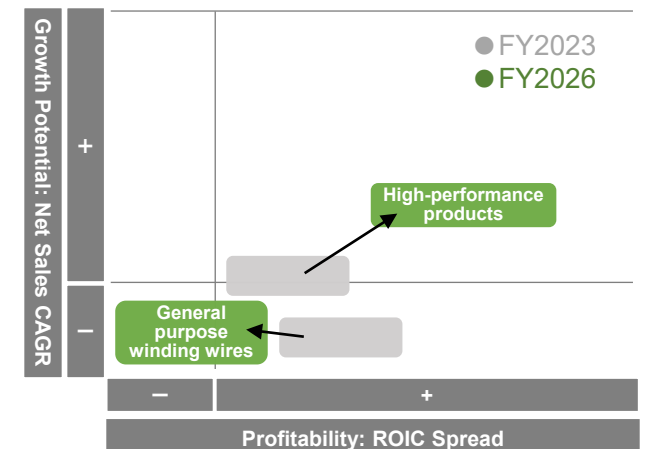 Growth Potential: Net Sales CAGR
+
−
● FY2023
● FY2026
High-performance
products
General
purpose
winding wires
−
+
Profitability: ROIC Spread